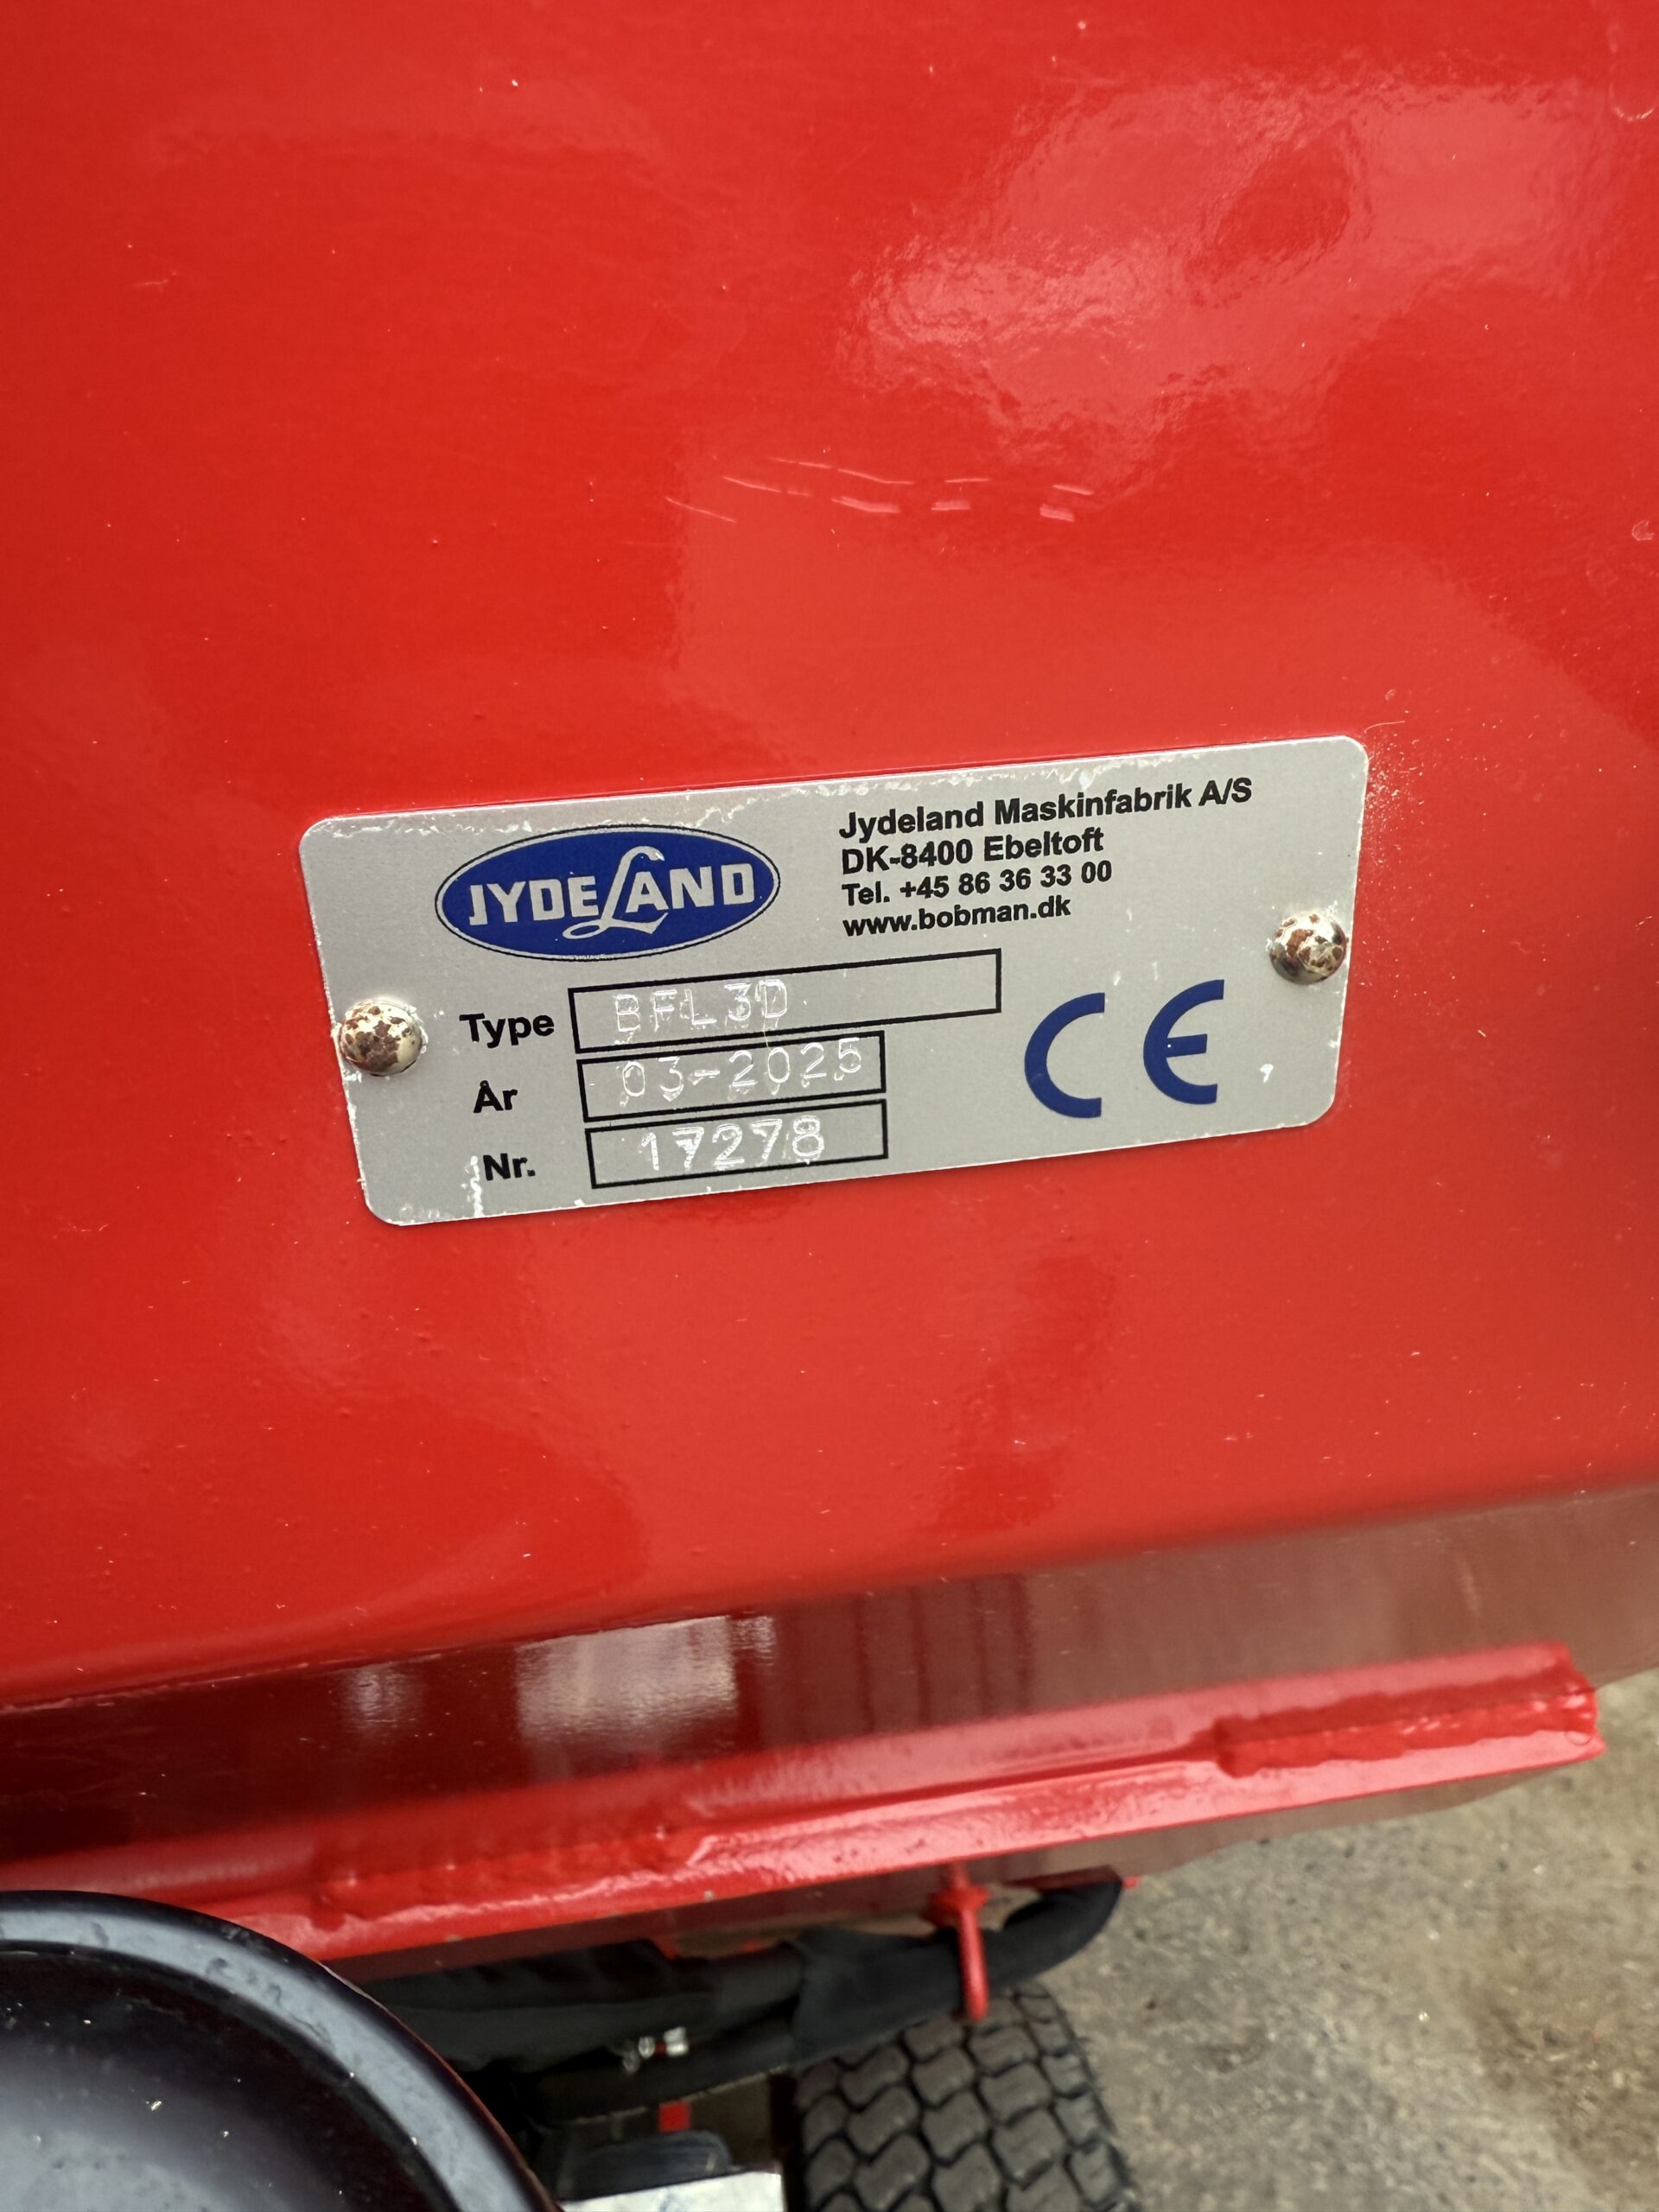 JYDELAND
Jydeland Maskinfabrik A/S
DK-8400 Ebeltoft
Tel. +45 86 36 33 00
www.bobman.dk
Type BFL3D
År 03-2025
Nr. 17278
CE